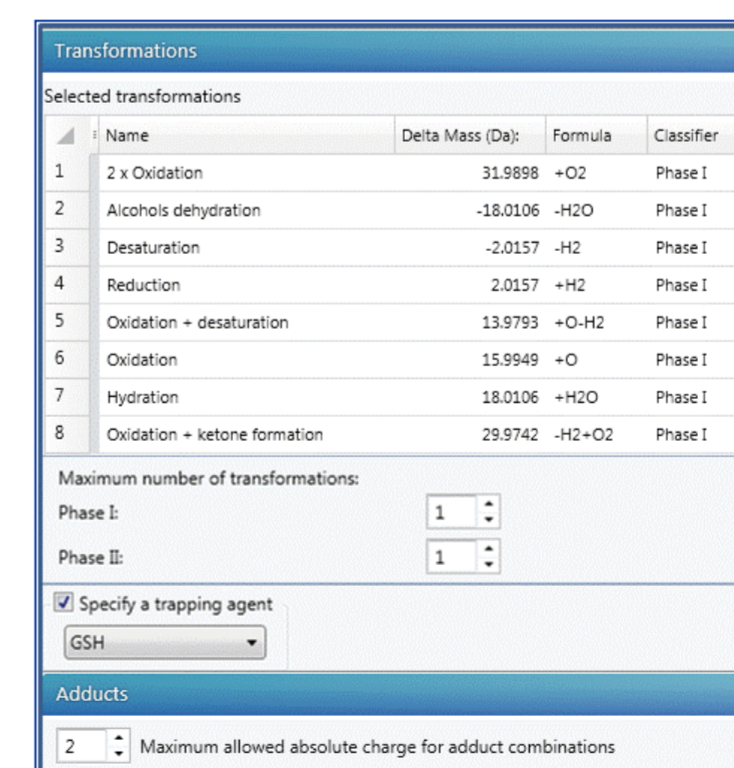 Transformations
Selected transformations
Name Delta Mass (Da): Formula Classifier
1 2 x Oxidation 31.9898 +O2 Phase I
2 Alcohols dehydration -18.0106 -H2O Phase I
3 Desaturation -2.0157 -H2 Phase I
4 Reduction 2.0157 +H2 Phase I
5 Oxidation + desaturation 13.9793 +O-H2 Phase I
6 Oxidation 15.9949 +O Phase I
7 Hydration 18.0106 +H2O Phase I
8 Oxidation + ketone formation 29.9742 -H2+O2 Phase I
Maximum number of transformations:
Phase I: 1
Phase II: 1
Specify a trapping agent
GSH
Adducts
2 Maximum allowed absolute charge for adduct combinations